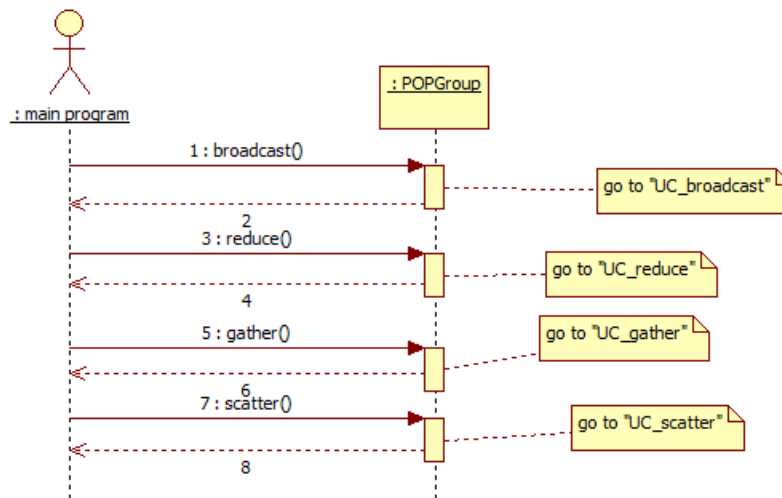 : POPGroup
: main program
1 : broadcast()
go to "UC_broadcast"
2
3 : reduce()
go to "UC_reduce"
4
5 : gather()
go to "UC_gather"
6
7 : scatter()
go to "UC_scatter"
8